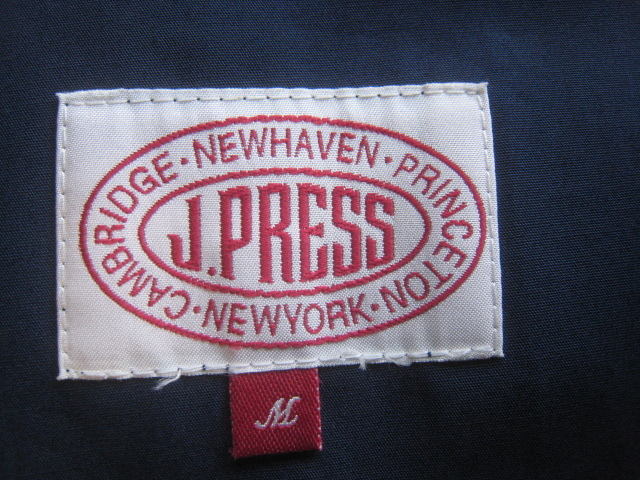 CAMBRIDGE·NEWHAVEN·PRINCETON
J.PRESS
·NEWYORK·
M